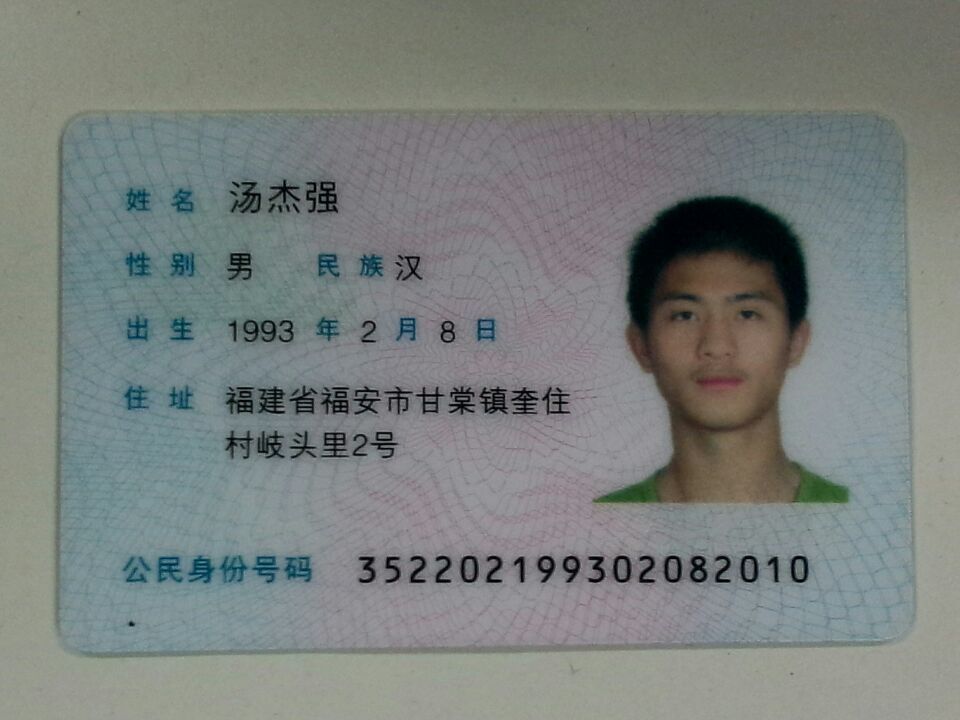 姓名 汤杰强
性别 男 民族 汉
出生 1993 年 2 月 8 日
住址 福建省福安市甘棠镇奎住
村岐头里2号
公民身份号码 352202199302082010